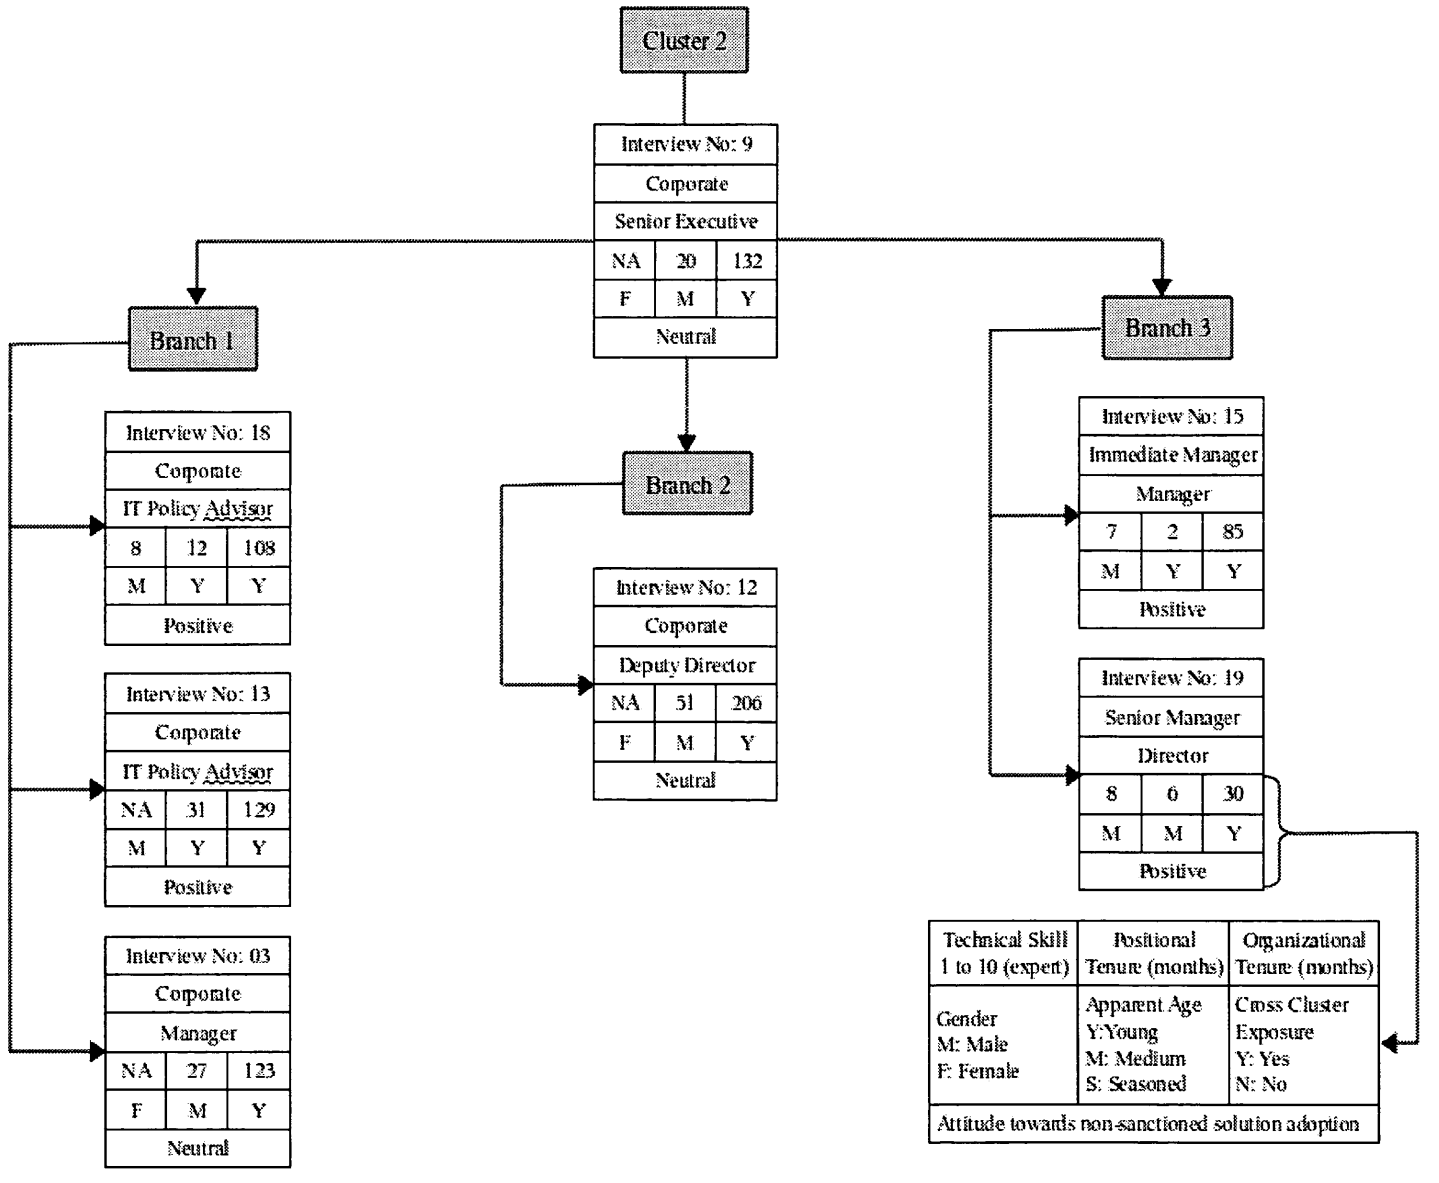 Cluster 2
Interview No: 9
Corporate
Senior Executive
NA 20 132
F M Y
Neutral
Branch 1
Interview No: 18
Corporate
IT Policy Advisor
8 12 108
M Y Y
Positive
Interview No: 13
Corporate
IT Policy Advisor
NA 31 129
M Y Y
Positive
Interview No: 03
Corporate
Manager
NA 27 123
F M Y
Neutral
Branch 2
Interview No: 12
Corporate
Deputy Director
NA 51 206
F M Y
Neutral
Branch 3
Interview No: 15
Immediate Manager
Manager
7 2 85
M Y Y
Positive
Interview No: 19
Senior Manager
Director
8 6 30
M M Y
Positive
Technical Skill
1 to 10 (expert)
Positional
Tenure (months)
Organizational
Tenure (months)
Gender
M: Male
F: Female
Apparent Age
Y:Young
M: Medium
S: Seasoned
Cross Cluster
Exposure
Y: Yes
N: No
Attitude towards non-sanctioned solution adoption